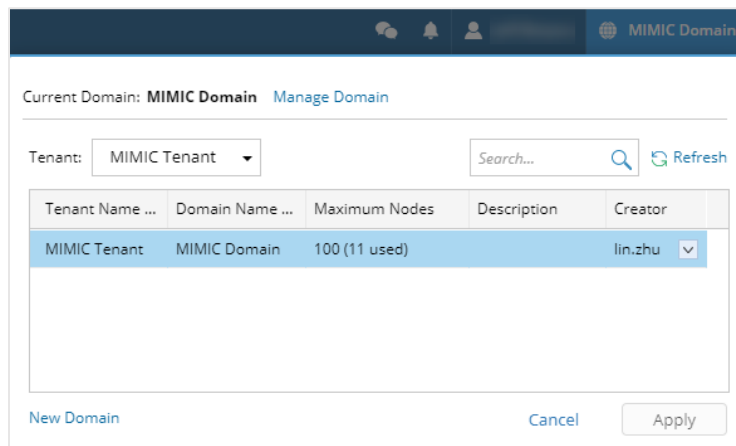 MIMIC Domain
Current Domain: MIMIC Domain Manage Domain
Tenant: MIMIC Tenant Search... Refresh
Tenant Name ... Domain Name ... Maximum Nodes Description Creator
MIMIC Tenant MIMIC Domain 100 (11 used) lin.zhu
New Domain Cancel Apply